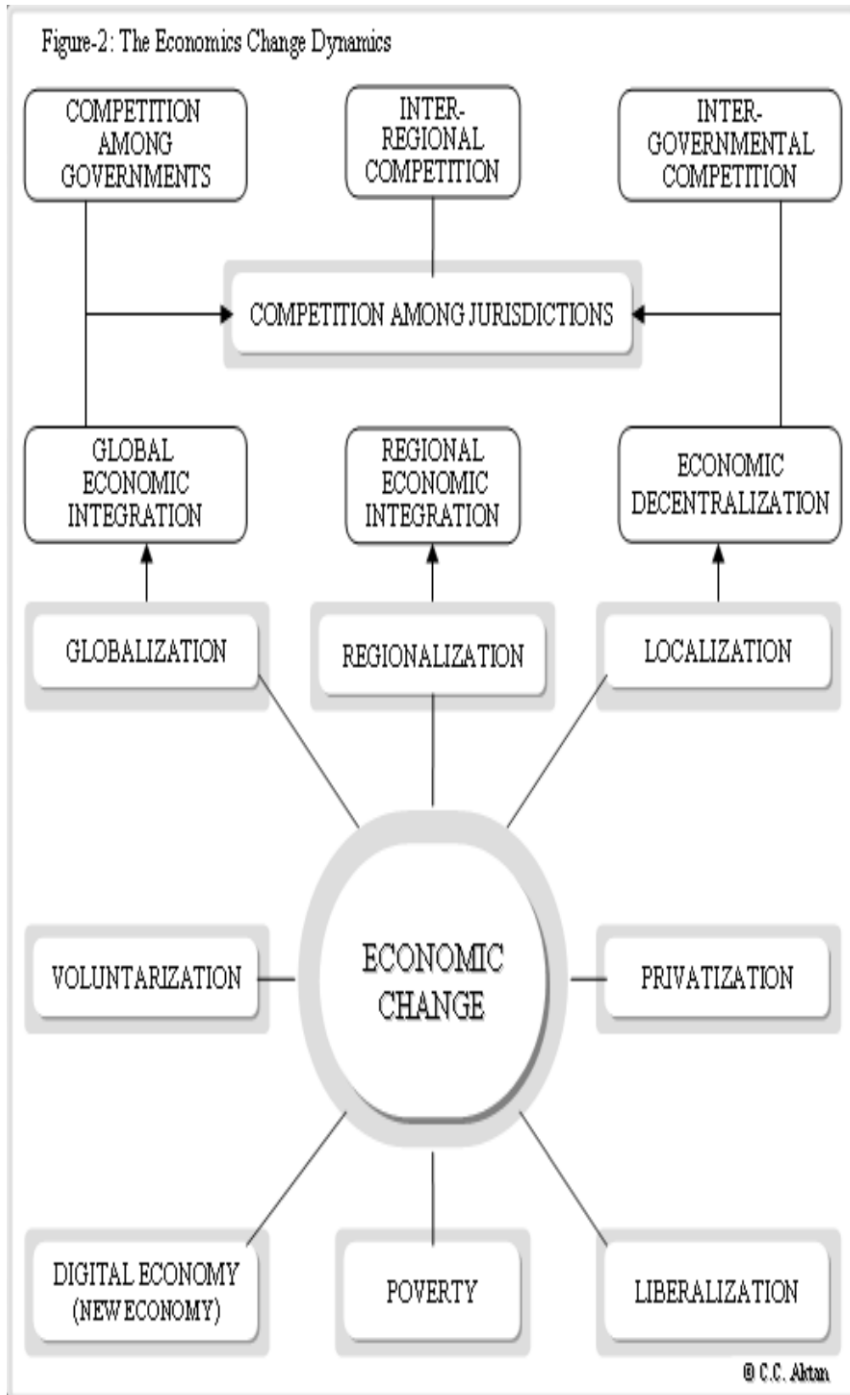 Figure-2: The Economics Change Dynamics
COMPETITION
AMONG
GOVERNMENTS
INTER-
REGIONAL
COMPETITION
INTER-
GOVERNMENTAL
COMPETITION
COMPETITION AMONG JURISDICTIONS
GLOBAL
ECONOMIC
INTEGRATION
REGIONAL
ECONOMIC
INTEGRATION
ECONOMIC
DECENTRALIZATION
GLOBALIZATION
REGIONALIZATION
LOCALIZATION
VOLUNTARIZATION
ECONOMIC
CHANGE
PRIVATIZATION
DIGITAL ECONOMY
(NEW ECONOMY)
POVERTY
LIBERALIZATION
© C.C. Aktan